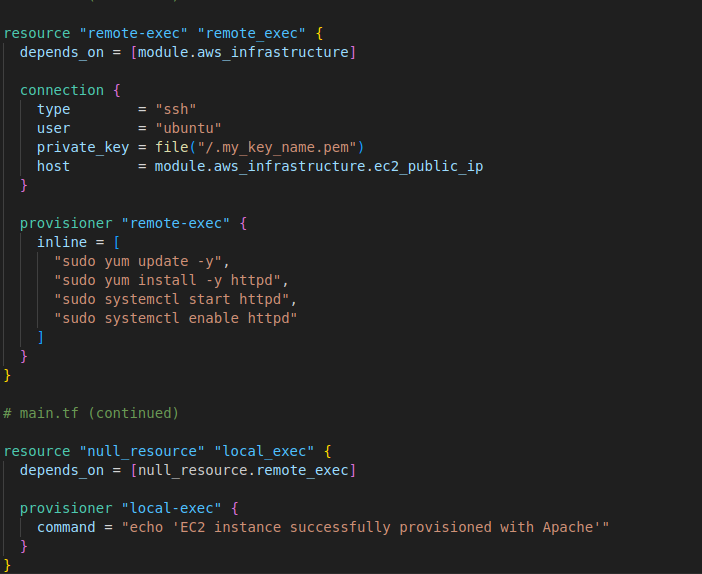 resource "remote-exec" "remote_exec" {
  depends_on = [module.aws_infrastructure]
  connection {
    type        = "ssh"
    user        = "ubuntu"
    private_key = file("/.my_key_name.pem")
    host        = module.aws_infrastructure.ec2_public_ip
  }
  provisioner "remote-exec" {
    inline = [
      "sudo yum update -y",
      "sudo yum install -y httpd",
      "sudo systemctl start httpd",
      "sudo systemctl enable httpd"
    ]
  }
}
# main.tf (continued)
resource "null_resource" "local_exec" {
  depends_on = [null_resource.remote_exec]
  provisioner "local-exec" {
    command = "echo 'EC2 instance successfully provisioned with Apache'"
  }
}